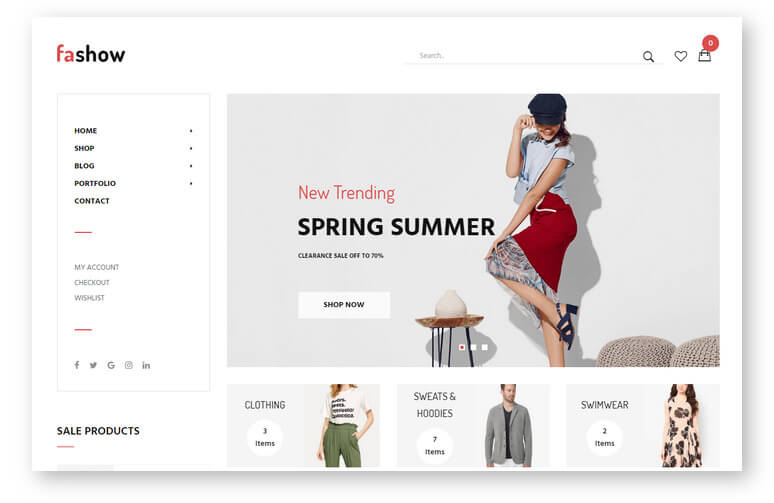 fashow
Search..
0
HOME
SHOP
BLOG
PORTFOLIO
CONTACT
MY ACCOUNT
CHECKOUT
WISHLIST
SALE PRODUCTS
New Trending
SPRING SUMMER
CLEARANCE SALE OFF TO 70%
SHOP NOW
CLOTHING
3
Items
SWEATS &
HOODIES
7
Items
SWIMWEAR
2
Items